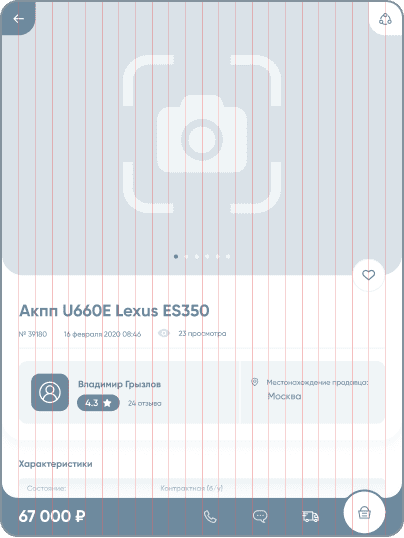 Акпп U660E Lexus ES350
№ 39180 16 февраля 2020 08:46 23 просмотра
Владимир Грызлов
4.3 24 отзыва
Местонахождение продавца:
Москва
Характеристики
Состояние: Контрактная (б/у)
67 000 ₽